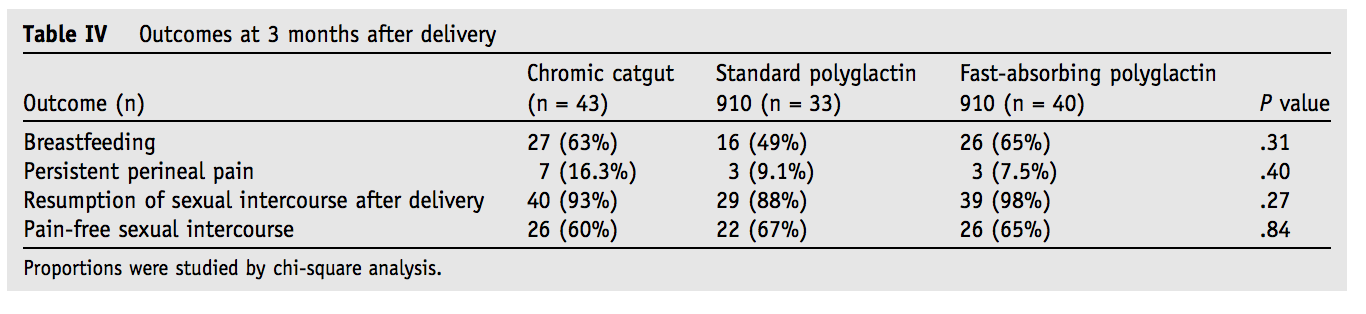 Table IV Outcomes at 3 months after delivery
Chromic catgut Standard polyglactin Fast-absorbing polyglactin
Outcome (n) (n = 43) 910 (n = 33) 910 (n = 40) P value
Breastfeeding 27 (63%) 16 (49%) 26 (65%) .31
Persistent perineal pain 7 (16.3%) 3 (9.1%) 3 (7.5%) .40
Resumption of sexual intercourse after delivery 40 (93%) 29 (88%) 39 (98%) .27
Pain-free sexual intercourse 26 (60%) 22 (67%) 26 (65%) .84
Proportions were studied by chi-square analysis.